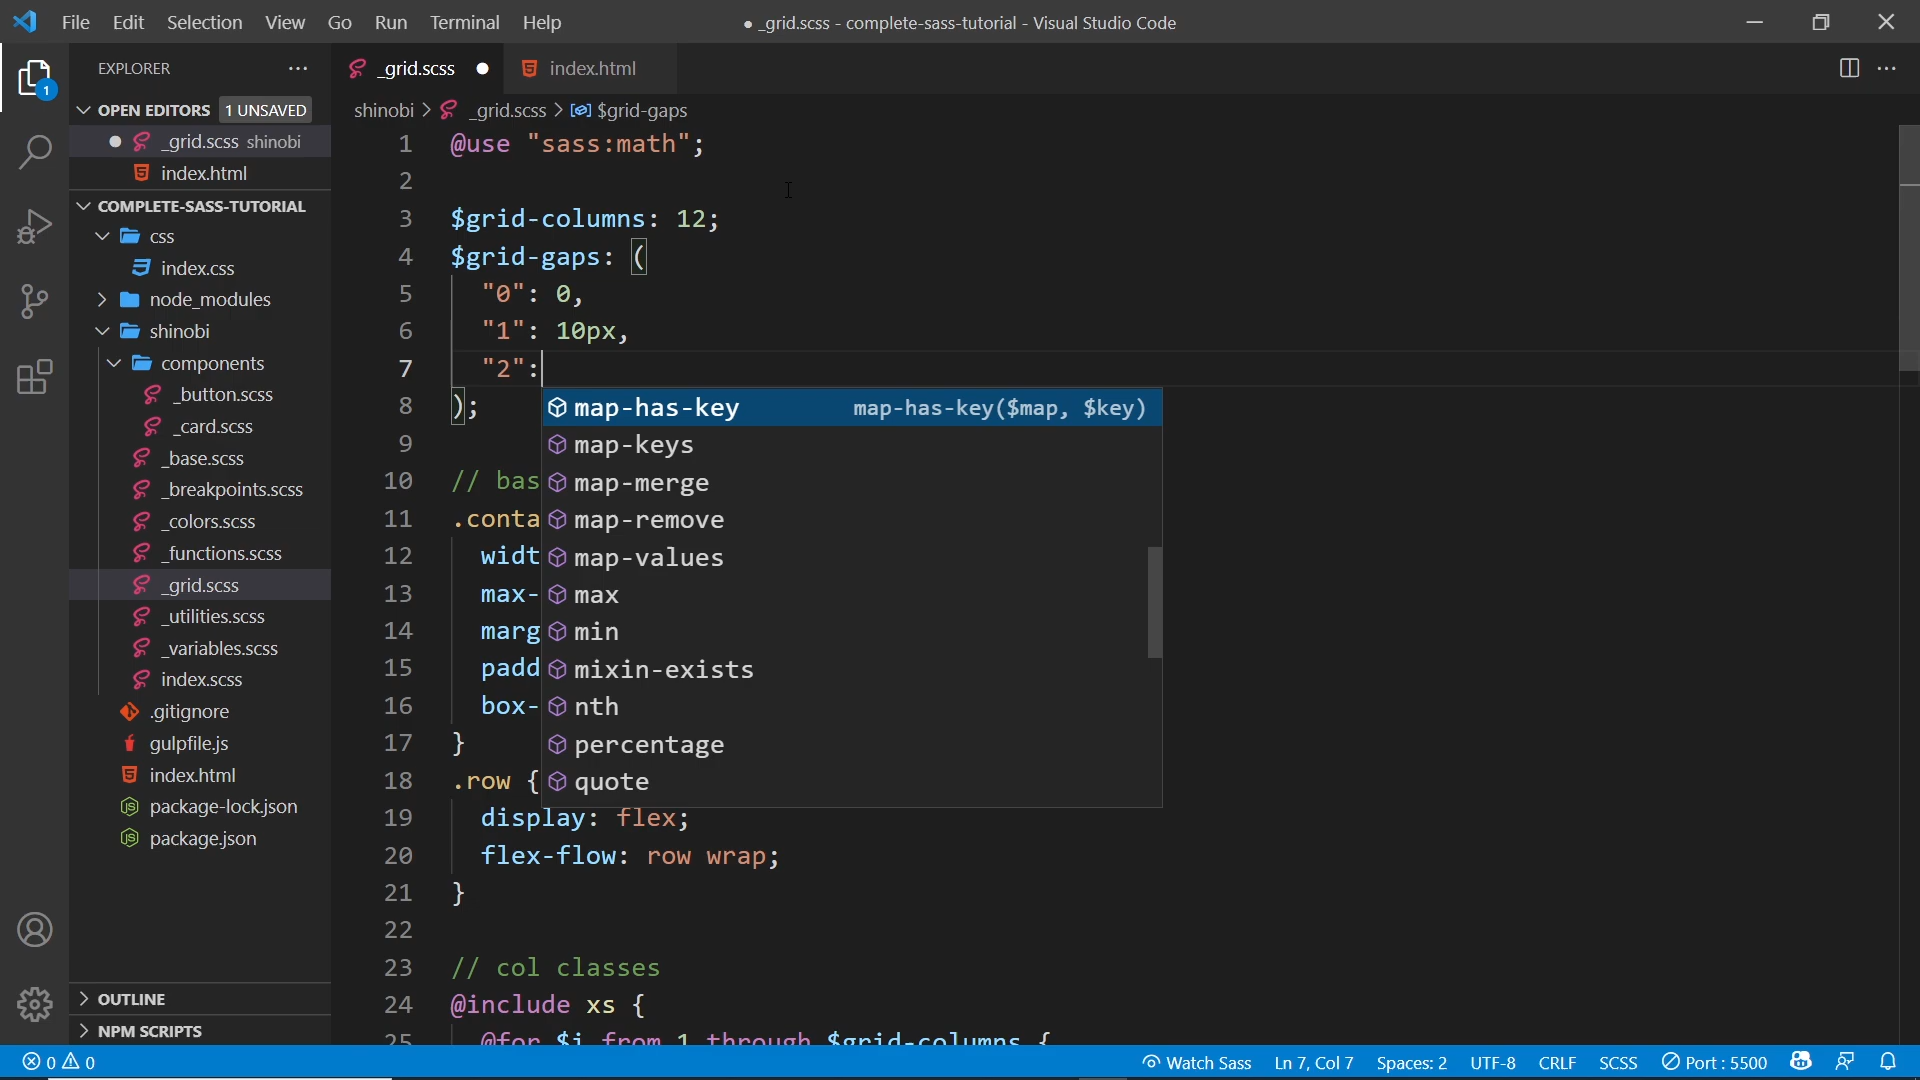 File Edit Selection View Go Run Terminal Help
● _grid.scss - complete-sass-tutorial - Visual Studio Code
EXPLORER
1
OPEN EDITORS 1 UNSAVED
_grid.scss shinobi
index.html
COMPLETE-SASS-TUTORIAL
css
index.css
node_modules
shinobi
components
_button.scss
_card.scss
_base.scss
_breakpoints.scss
_colors.scss
_functions.scss
_grid.scss
_utilities.scss
_variables.scss
index.scss
.gitignore
gulpfile.js
index.html
package-lock.json
package.json
OUTLINE
NPM SCRIPTS
_grid.scss ● index.html
shinobi > _grid.scss > $grid-gaps
1 @use "sass:math";
2
3 $grid-columns: 12;
4 $grid-gaps: (
5 "0": 0,
6 "1": 10px,
7 "2":
8 );
9
10 // bas
11 .conta
12 widt
13 max-
14 marg
15 padd
16 box-
17 }
18 .row {
19 display: flex;
20 flex-flow: row wrap;
21 }
22
23 // col classes
24 @include xs {
25 @for $i from 1 through $grid-columns {
map-has-key map-has-key($map, $key)
map-keys
map-merge
map-remove
map-values
max
min
mixin-exists
nth
percentage
quote
0 0 Watch Sass Ln 7, Col 7 Spaces: 2 UTF-8 CRLF SCSS Port : 5500